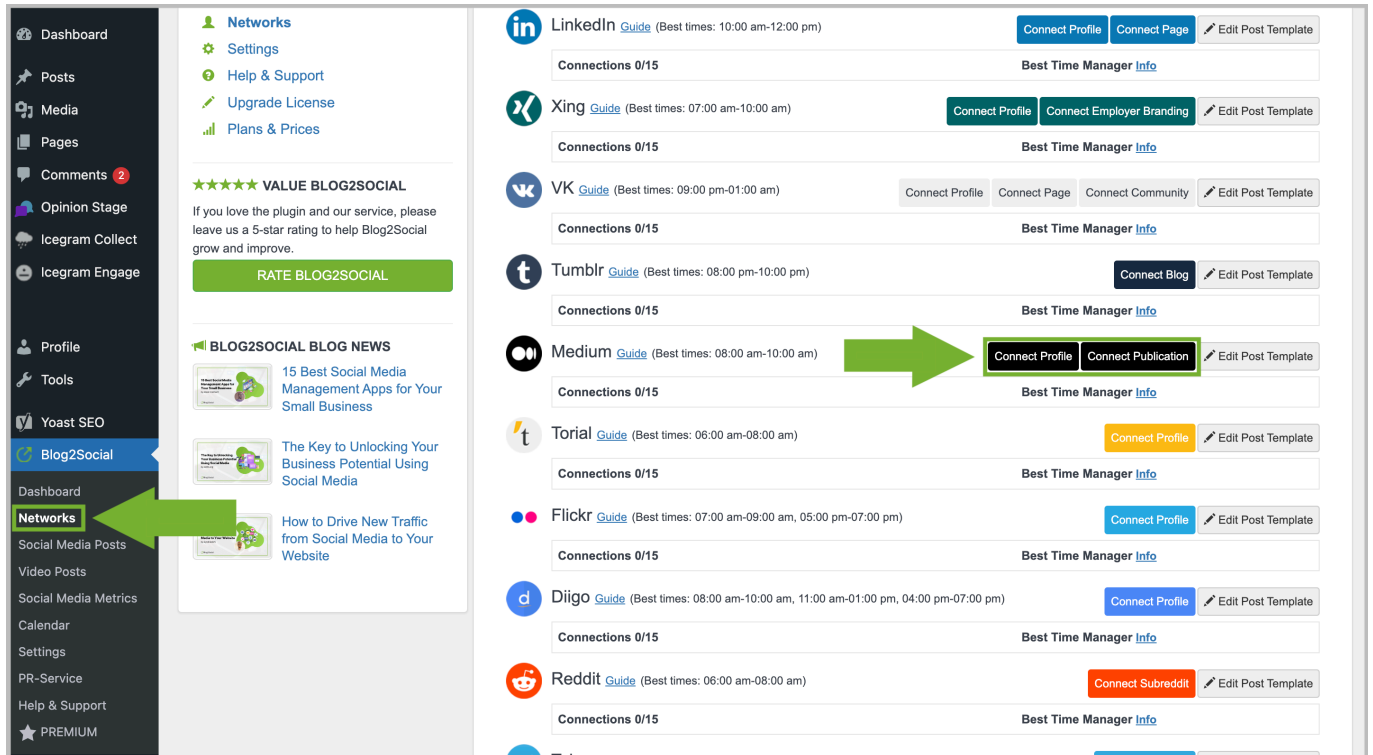 Dashboard
Posts
Media
Pages
Comments 2
Opinion Stage
Icegram Collect
Icegram Engage
Profile
Tools
Yoast SEO
Blog2Social
Dashboard
Networks
Social Media Posts
Video Posts
Social Media Metrics
Calendar
Settings
PR-Service
Help & Support
PREMIUM
Networks
Settings
Help & Support
Upgrade License
Plans & Prices
VALUE BLOG2SOCIAL
If you love the plugin and our service, please
leave us a 5-star rating to help Blog2Social
grow and improve.
RATE BLOG2SOCIAL
BLOG2SOCIAL BLOG NEWS
15 Best Social Media
Management Apps for Your
Small Business
The Key to Unlocking Your
Business Potential Using
Social Media
How to Drive New Traffic
from Social Media to Your
Website
in LinkedIn Guide (Best times: 10:00 am-12:00 pm) Connect Profile Connect Page Edit Post Template
Connections 0/15 Best Time Manager Info
Xing Guide (Best times: 07:00 am-10:00 am) Connect Profile Connect Employer Branding Edit Post Template
Connections 0/15 Best Time Manager Info
VK Guide (Best times: 09:00 pm-01:00 am) Connect Profile Connect Page Connect Community Edit Post Template
Connections 0/15 Best Time Manager Info
t Tumblr Guide (Best times: 08:00 pm-10:00 pm) Connect Blog Edit Post Template
Connections 0/15 Best Time Manager Info
Medium Guide (Best times: 08:00 am-10:00 am) Connect Profile Connect Publication Edit Post Template
Connections 0/15 Best Time Manager Info
't Torial Guide (Best times: 06:00 am-08:00 am) Connect Profile Edit Post Template
Connections 0/15 Best Time Manager Info
Flickr Guide (Best times: 07:00 am-09:00 am, 05:00 pm-07:00 pm) Connect Profile Edit Post Template
Connections 0/15 Best Time Manager Info
d Diigo Guide (Best times: 08:00 am-10:00 am, 11:00 am-01:00 pm, 04:00 pm-07:00 pm) Connect Profile Edit Post Template
Connections 0/15 Best Time Manager Info
Reddit Guide (Best times: 06:00 am-08:00 am) Connect Subreddit Edit Post Template
Connections 0/15 Best Time Manager Info